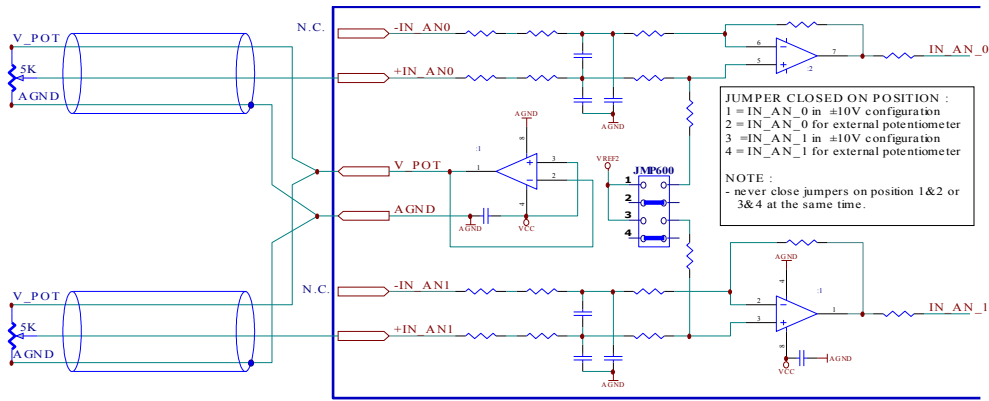 N.C.
-IN_AN0
V_POT
5K
AGND
+IN_AN0
6
5
7
:2
IN_AN_0
AGND
JUMPER CLOSED ON POSITION :
1 = IN_AN_0 in ±10V configuration
2 = IN_AN_0 for external potentiometer
3 =IN_AN_1 in ±10V configuration
4 = IN_AN_1 for external potentiometer
NOTE :
- never close jumpers on position 1&2 or
3&4 at the same time.
AGND
8
:1
V_POT
1
3
2
4
VREF2
JMP600
1
2
3
4
AGND
AGND
VCC
N.C.
-IN_AN1
V_POT
5K
AGND
+IN_AN1
AGND
4
:1
2
3
1
8
IN_AN_1
VCC
AGND
AGND